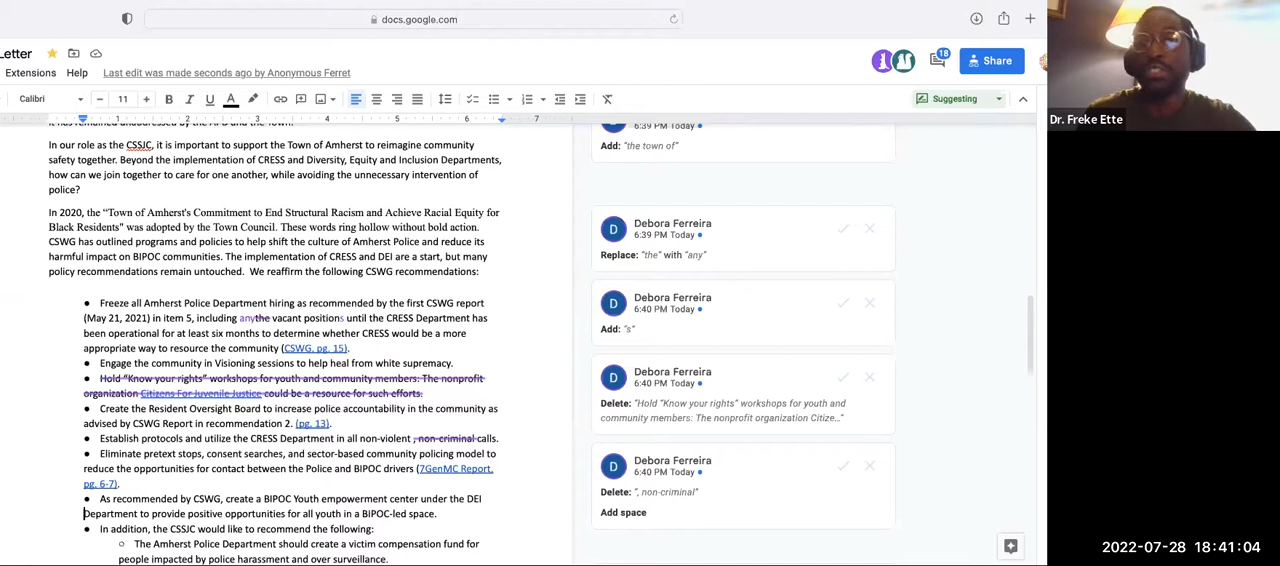 docs.google.com
Letter
Extensions Help Last edit was made seconds ago by Anonymous Ferret
18
Share
Calibri 11 B I U A
Suggesting
1 2 3 4 5 6 7
it has remained unaddressed by the APD and the Town.
In our role as the CSSJC, it is important to support the Town of Amherst to reimagine community
safety together. Beyond the implementation of CRESS and Diversity, Equity and Inclusion Departments,
how can we join together to care for one another, while avoiding the unnecessary intervention of
police?
In 2020, the “Town of Amherst's Commitment to End Structural Racism and Achieve Racial Equity for
Black Residents" was adopted by the Town Council. These words ring hollow without bold action.
CSWG has outlined programs and policies to help shift the culture of Amherst Police and reduce its
harmful impact on BIPOC communities. The implementation of CRESS and DEI are a start, but many
policy recommendations remain untouched. We reaffirm the following CSWG recommendations:
● Freeze all Amherst Police Department hiring as recommended by the first CSWG report
(May 21, 2021) in item 5, including anythe vacant positions until the CRESS Department has
been operational for at least six months to determine whether CRESS would be a more
appropriate way to resource the community (CSWG, pg. 15).
● Engage the community in Visioning sessions to help heal from white supremacy.
● Hold “Know your rights” workshops for youth and community members: The nonprofit
organization Citizens For Juvenile Justice could be a resource for such efforts.
● Create the Resident Oversight Board to increase police accountability in the community as
advised by CSWG Report in recommendation 2. (pg. 13).
● Establish protocols and utilize the CRESS Department in all non-violent , non-criminal calls.
● Eliminate pretext stops, consent searches, and sector-based community policing model to
reduce the opportunities for contact between the Police and BIPOC drivers (7GenMC Report,
pg. 6-7).
● As recommended by CSWG, create a BIPOC Youth empowerment center under the DEI
Department to provide positive opportunities for all youth in a BIPOC-led space.
● In addition, the CSSJC would like to recommend the following:
○ The Amherst Police Department should create a victim compensation fund for
people impacted by police harassment and over surveillance.
6:39 PM Today
Add: “the town of”
D
Debora Ferreira
6:39 PM Today
Replace: “the” with “any”
D
Debora Ferreira
6:40 PM Today
Add: “s”
D
Debora Ferreira
6:40 PM Today
Delete: “Hold “Know your rights” workshops for youth and
community members: The nonprofit organization Citize...”
D
Debora Ferreira
6:40 PM Today
Delete: “, non-criminal”
Add space
Dr. Freke Ette
2022-07-28 18:41:04